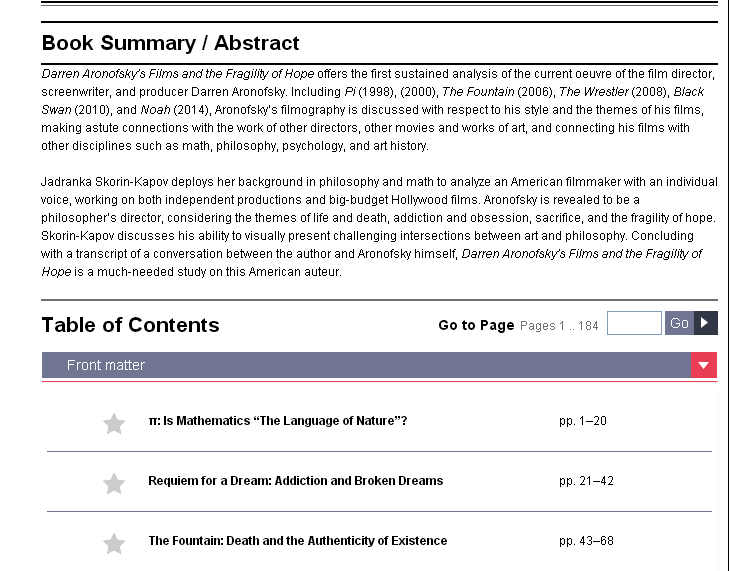 Book Summary / Abstract
Darren Aronofsky's Films and the Fragility of Hope offers the first sustained analysis of the current oeuvre of the film director,
screenwriter, and producer Darren Aronofsky. Including Pi (1998), (2000), The Fountain (2006), The Wrestler (2008), Black
Swan (2010), and Noah (2014), Aronofsky's filmography is discussed with respect to his style and the themes of his films,
making astute connections with the work of other directors, other movies and works of art, and connecting his films with
other disciplines such as math, philosophy, psychology, and art history.
Jadranka Skorin-Kapov deploys her background in philosophy and math to analyze an American filmmaker with an individual
voice, working on both independent productions and big-budget Hollywood films. Aronofsky is revealed to be a
philosopher's director, considering the themes of life and death, addiction and obsession, sacrifice, and the fragility of hope.
Skorin-Kapov discusses his ability to visually present challenging intersections between art and philosophy. Concluding
with a transcript of a conversation between the author and Aronofsky himself, Darren Aronofsky's Films and the Fragility of
Hope is a much-needed study on this American auteur.
Table of Contents Go to Page Pages 1 .. 184 Go
Front matter
π: Is Mathematics “The Language of Nature”? pp. 1–20
Requiem for a Dream: Addiction and Broken Dreams pp. 21–42
The Fountain: Death and the Authenticity of Existence pp. 43–68